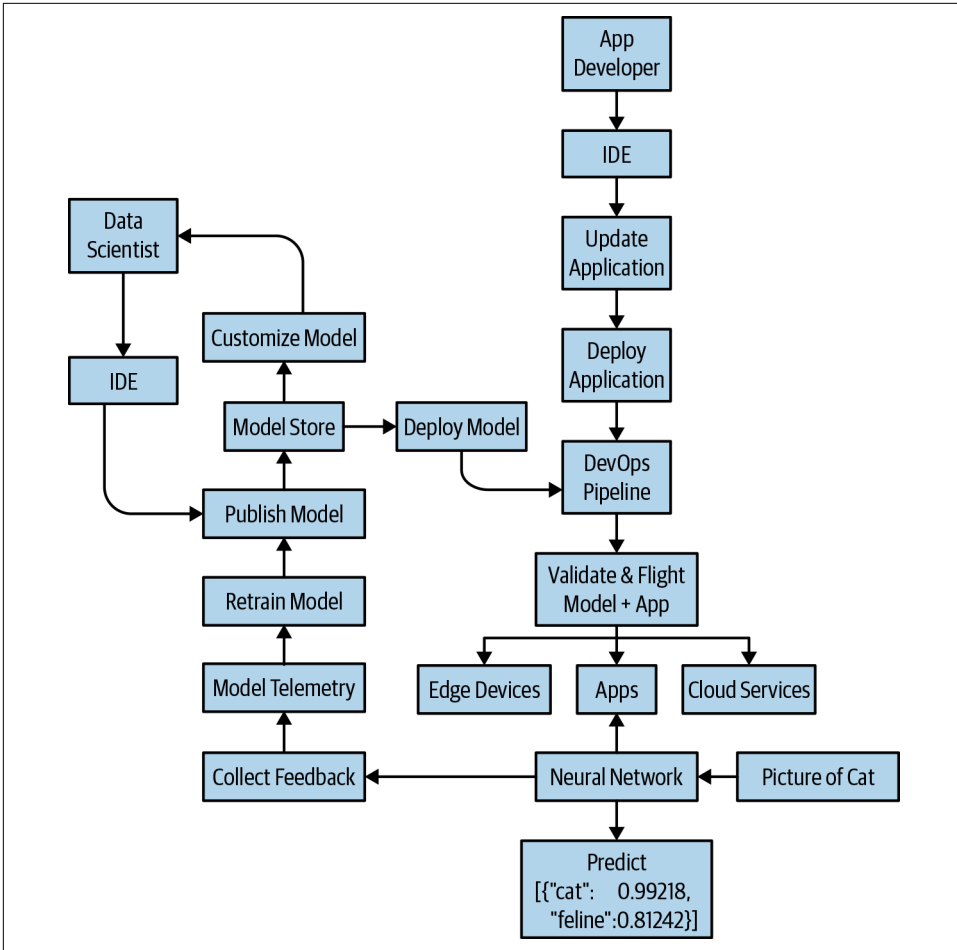 App
Developer
IDE
Update
Application
Data
Scientist
Customize Model
Deploy
Application
IDE
Model Store
Deploy Model
DevOps
Pipeline
Publish Model
Validate & Flight
Model + App
Retrain Model
Model Telemetry
Edge Devices
Apps
Cloud Services
Collect Feedback
Neural Network
Picture of Cat
Predict
[{"cat": 0.99218,
"feline":0.81242}]